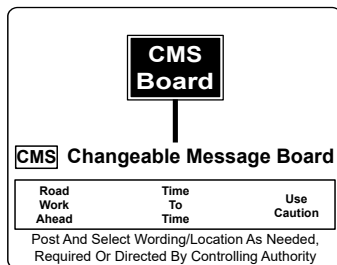 CMS
Board
CMS Changeable Message Board
Road Work Ahead
Time To Time
Use Caution
Post And Select Wording/Location As Needed,
Required Or Directed By Controlling Authority